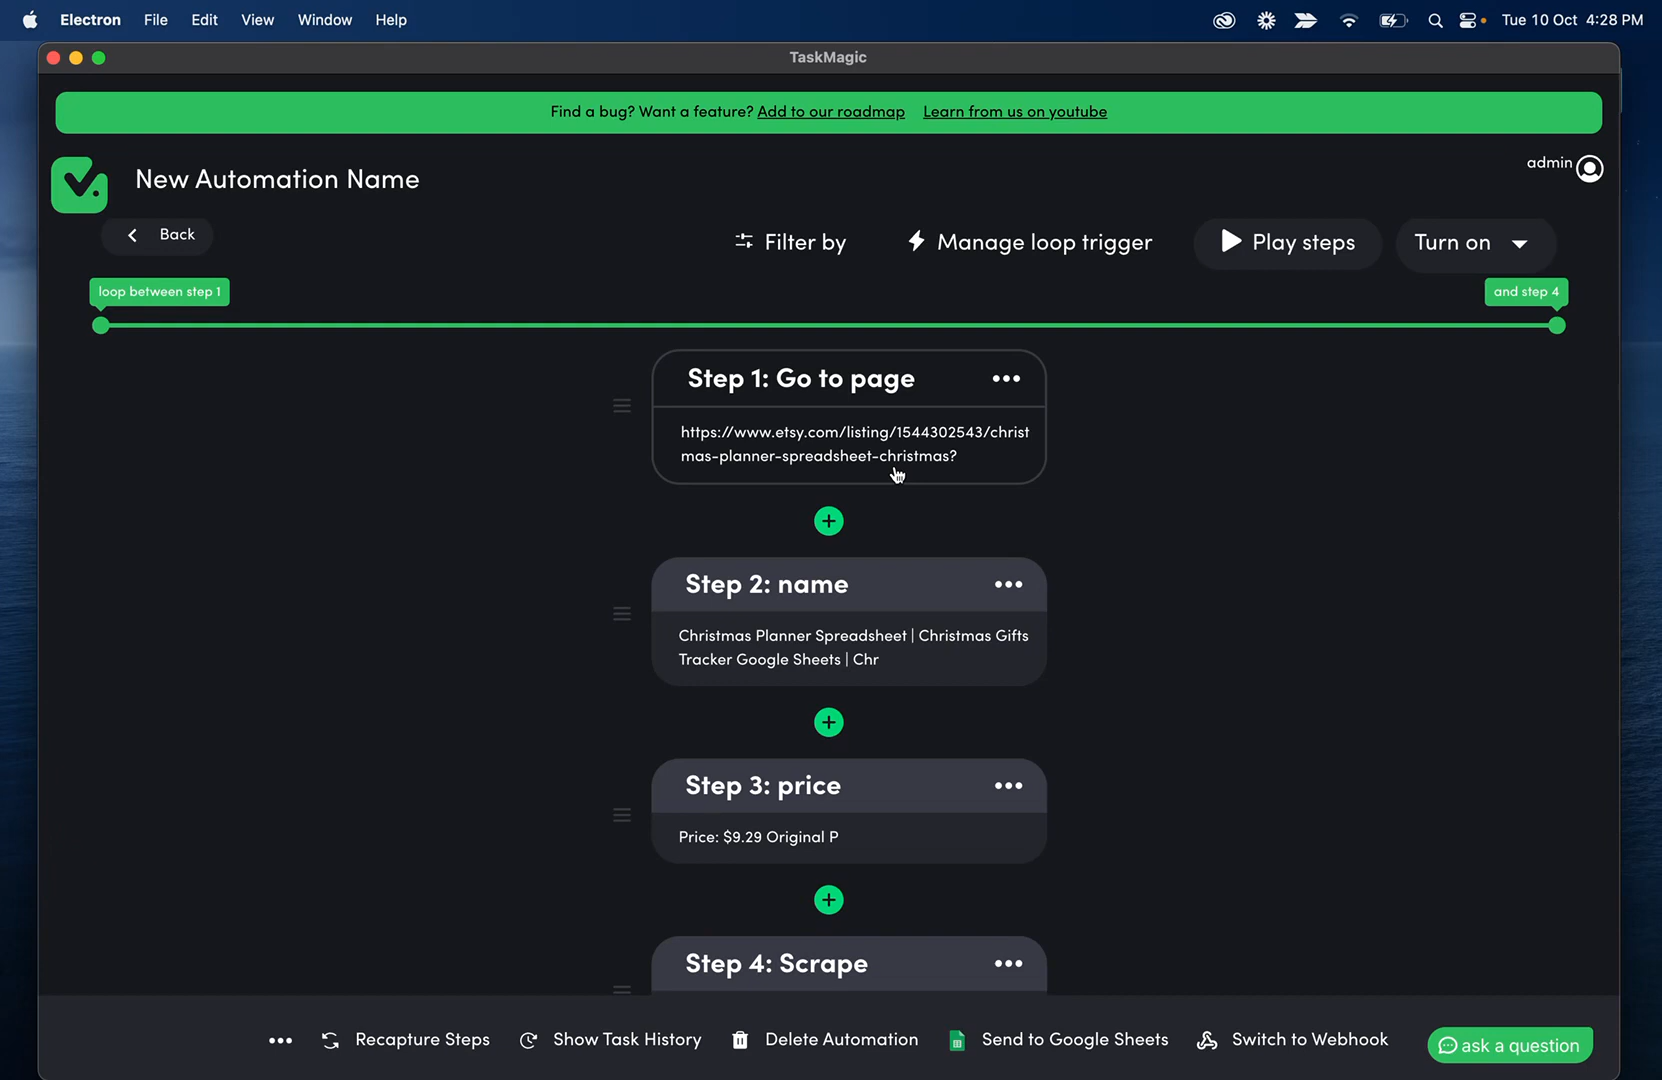 Electron File Edit View Window Help Tue 10 Oct 4:28 PM
TaskMagic
Find a bug? Want a feature? Add to our roadmap Learn from us on youtube
New Automation Name
admin
Back
Filter by
Manage loop trigger
Play steps
Turn on
loop between step 1
and step 4
Step 1: Go to page
https://www.etsy.com/listing/1544302543/christ
mas-planner-spreadsheet-christmas?
Step 2: name
Christmas Planner Spreadsheet | Christmas Gifts
Tracker Google Sheets | Chr
Step 3: price
Price: $9.29 Original P
Step 4: Scrape
Recapture Steps
Show Task History
Delete Automation
Send to Google Sheets
Switch to Webhook
ask a question